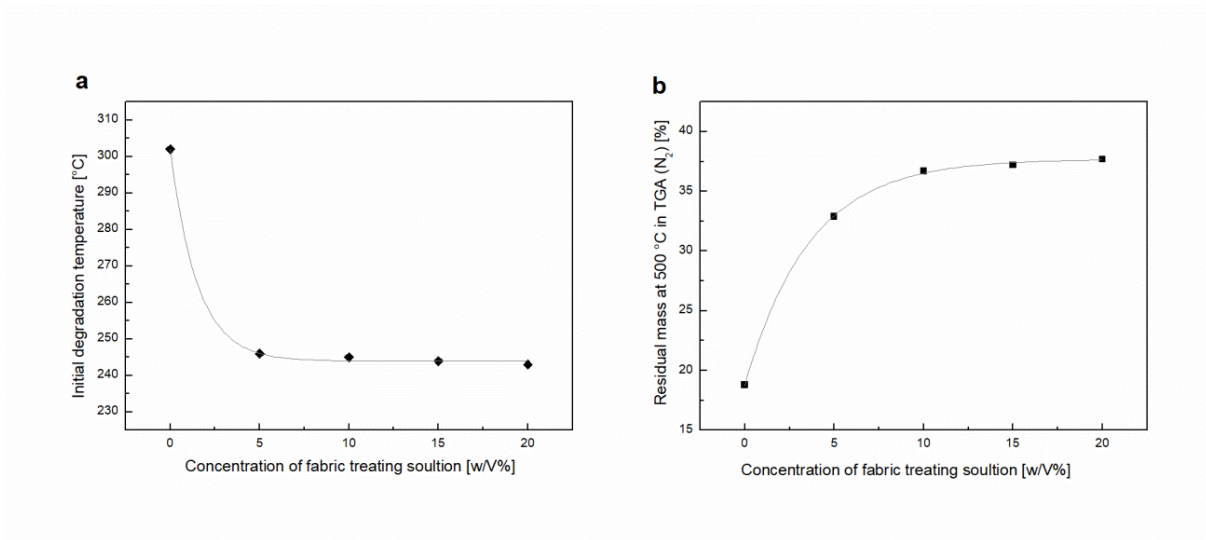 a
Initial degradation temperature [°C]
310
300
290
280
270
260
250
240
230
0 5 10 15 20
Concentration of fabric treating soultion [w/V%]
b
Residual mass at 500 °C in TGA (N₂) [%]
40
35
30
25
20
15
0 5 10 15 20
Concentration of fabric treating soultion [w/V%]